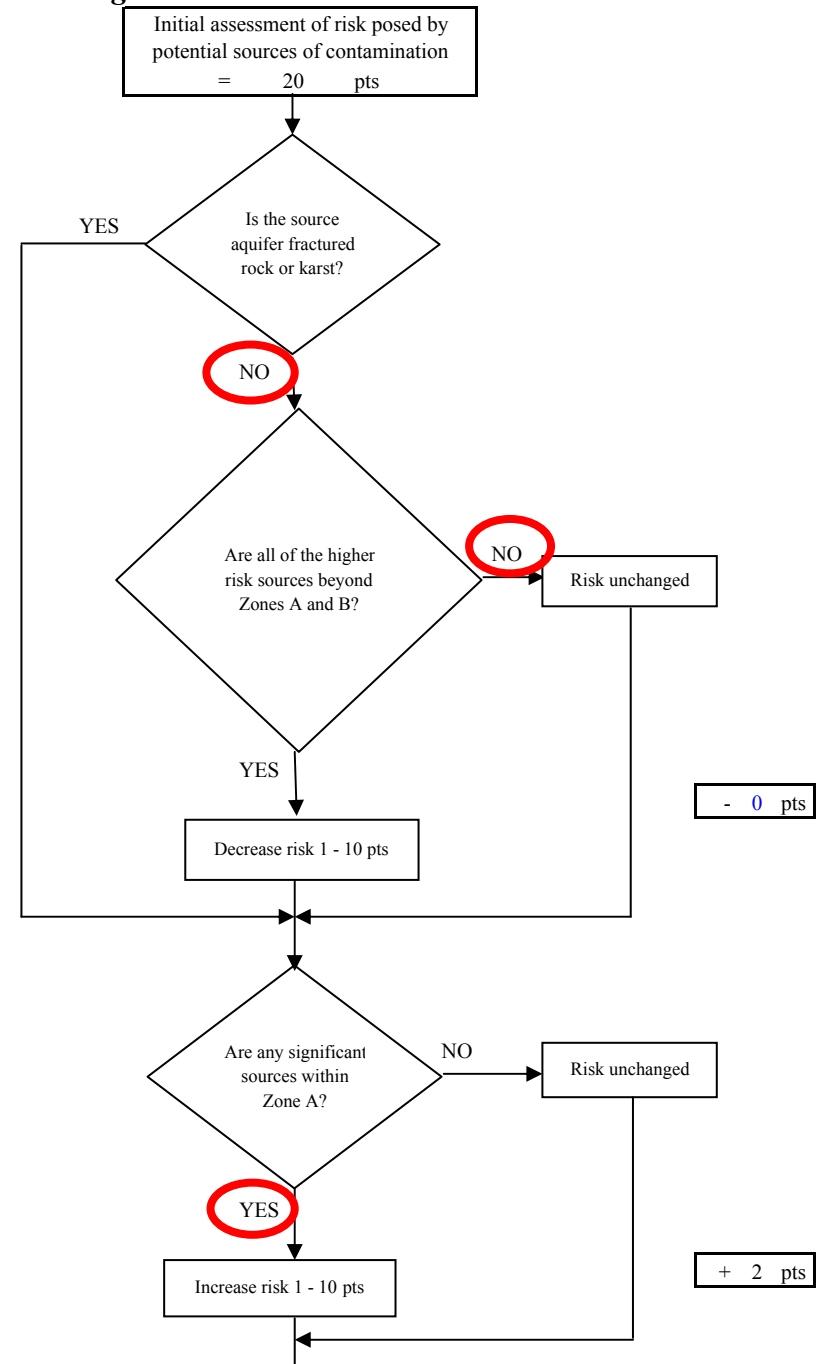 Initial assessment of risk posed by
potential sources of contamination
= 20 pts
YES
Is the source
aquifer fractured
rock or karst?
NO
Are all of the higher
risk sources beyond
Zones A and B?
NO
Risk unchanged
YES
- 0 pts
Decrease risk 1 - 10 pts
Are any significant
sources within
Zone A?
NO
Risk unchanged
YES
Increase risk 1 - 10 pts
+ 2 pts